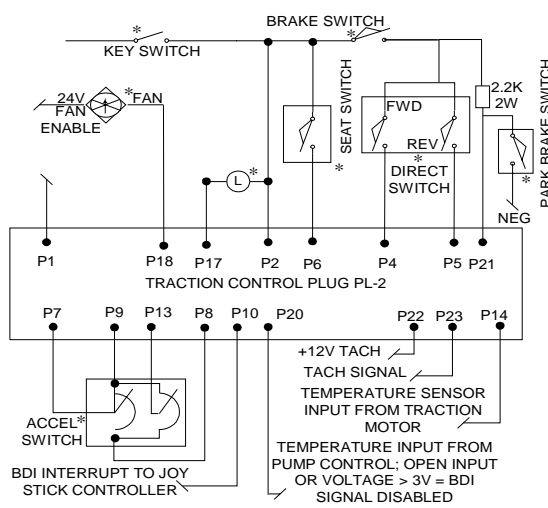 BRAKE SWITCH
*
KEY SWITCH
*
24V
FAN
ENABLE
*FAN
SEAT SWITCH
*
FWD
REV
*
DIRECT
SWITCH
2.2K
2W
PARK BRAKE SWITCH
*
NEG
L
*
P1
P18
P17
P2
P6
P4
P5
P21
TRACTION CONTROL PLUG PL-2
P7
P9
P13
P8
P10
P20
P22
P23
P14
+12V TACH
TACH SIGNAL
TEMPERATURE SENSOR
INPUT FROM TRACTION
MOTOR
ACCEL*
SWITCH
BDI INTERRUPT TO JOY
STICK CONTROLLER
TEMPERATURE INPUT FROM
PUMP CONTROL; OPEN INPUT
OR VOLTAGE > 3V = BDI
SIGNAL DISABLED